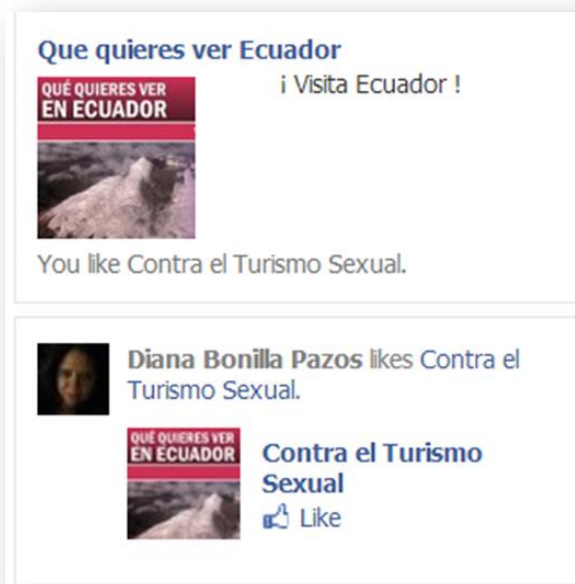 Que quieres ver Ecuador
QUÉ QUIERES VER
EN ECUADOR
¡ Visita Ecuador !
You like Contra el Turismo Sexual.
Diana Bonilla Pazos likes Contra el
Turismo Sexual.
QUÉ QUIERES VER
EN ECUADOR
Contra el Turismo
Sexual
Like